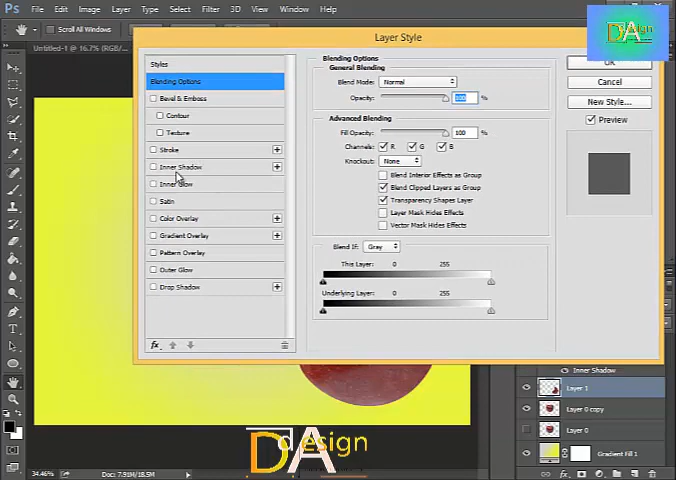 Ps File Edit Image Layer Type Select Filter 3D View Window Help
Scroll All Windows 100%
Untitled-1 @ 16.7% (RGB/
Layer Style
DA design
Styles
Blending Options
Bevel & Emboss
Contour
Texture
Stroke
Inner Shadow
Inner Glow
Satin
Color Overlay
Gradient Overlay
Pattern Overlay
Outer Glow
Drop Shadow
fx
Blending Options
General Blending
Blend Mode: Normal
Opacity: 100 %
Advanced Blending
Fill Opacity: 100 %
Channels: R G B
Knockout: None
Blend Interior Effects as Group
Blend Clipped Layers as Group
Transparency Shapes Layer
Layer Mask Hides Effects
Vector Mask Hides Effects
Blend If: Gray
This Layer: 0 255
Underlying Layer: 0 255
OK
Cancel
New Style...
Preview
Inner Shadow
Layer 1
Layer 0 copy
Layer 0
Gradient Fill 1
DA design
34.46% Doc: 7.91M/18.5M